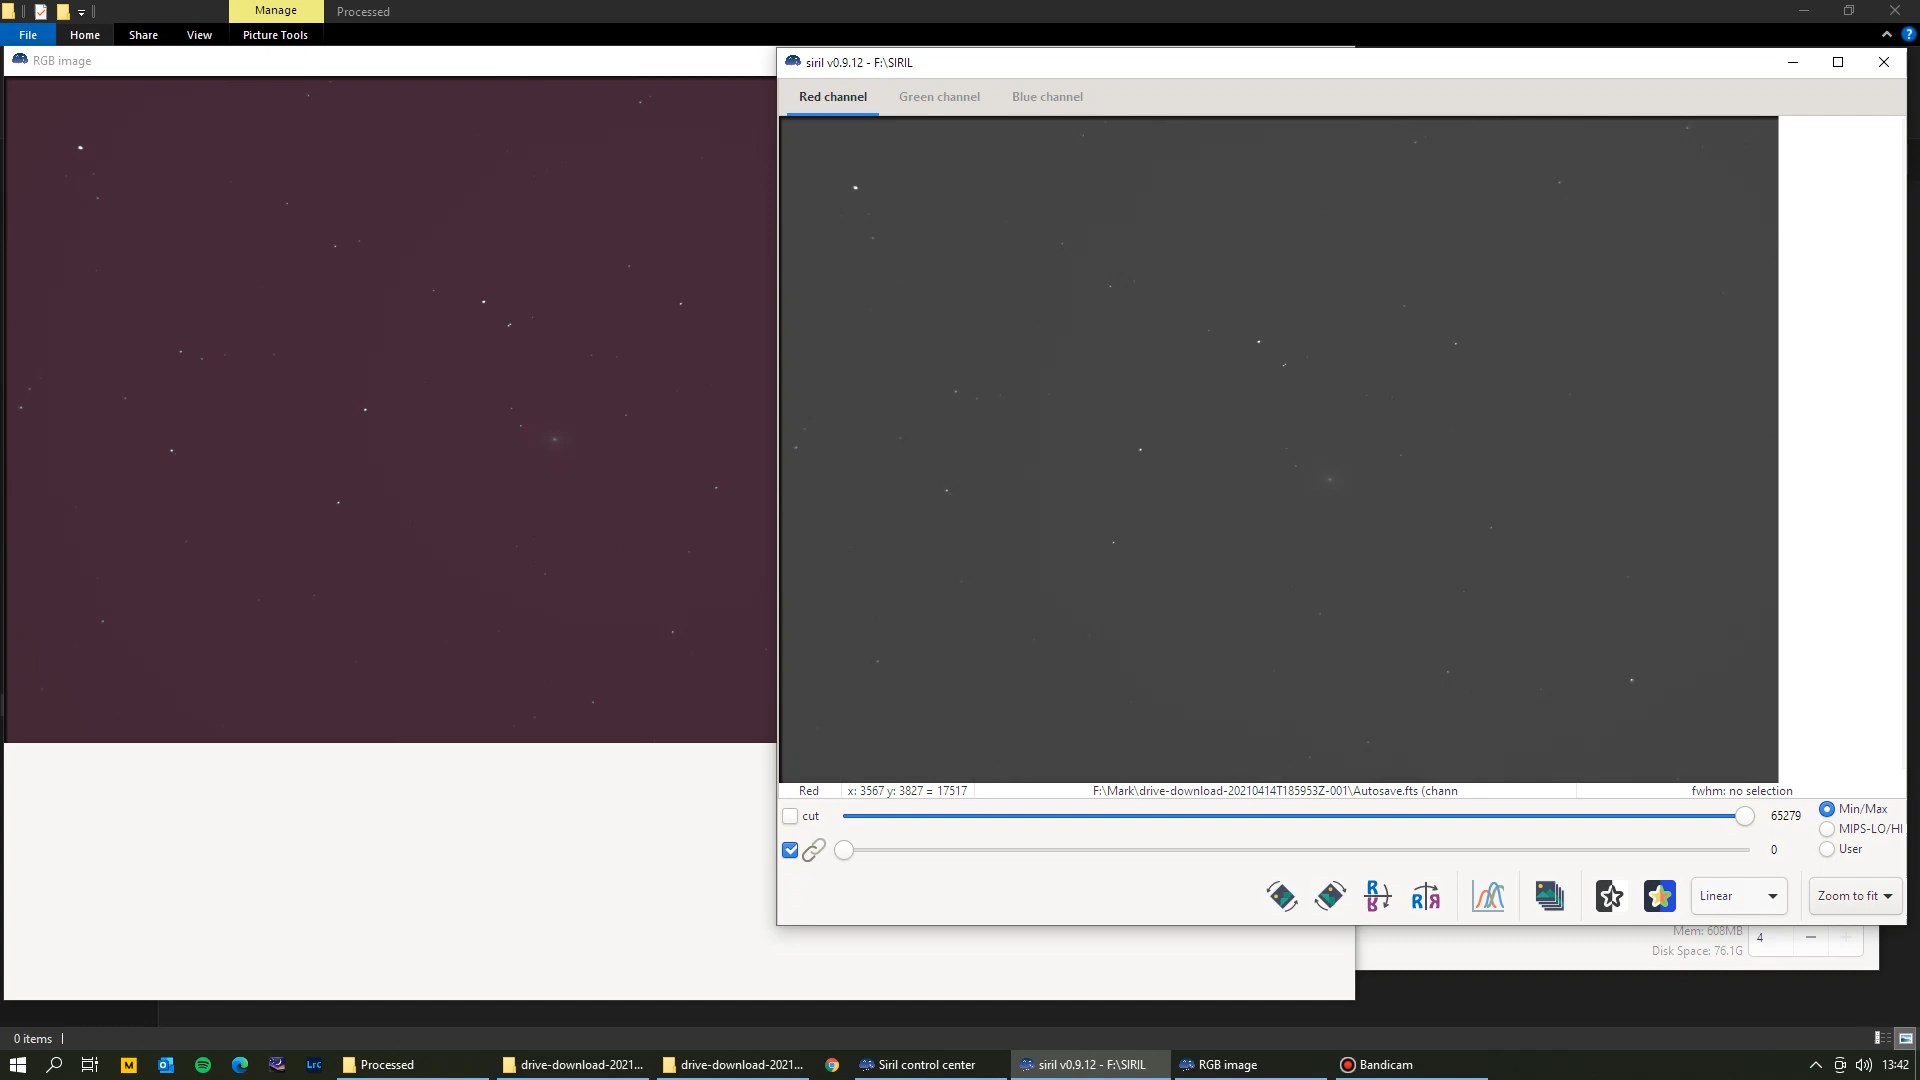 Manage
Processed
File
Home
Share
View
Picture Tools
RGB image
siril v0.9.12 - F:\SIRIL
Red channel
Green channel
Blue channel
Red
x: 3567 y: 3827 = 17517
F:\Mark\drive-download-20210414T185953Z-001\Autosave.fts (chann
fwhm: no selection
cut
65279
Min/Max
MIPS-LO/HI
0
User
Linear
Zoom to fit
Mem: 608MB
4
Disk Space: 76.1G
0 items
M
Lrc
Processed
drive-download-2021...
drive-download-2021...
Siril control center
siril v0.9.12 - F:\SIRIL
RGB image
Bandicam
13:42